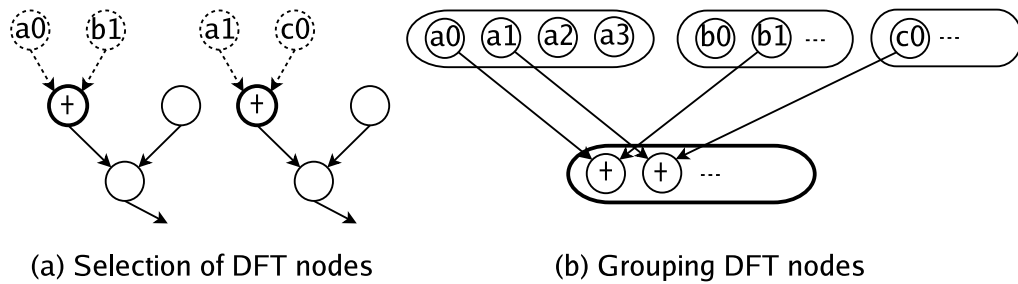 a0 b1 a1 c0
+ +
(a) Selection of DFT nodes
a0 a1 a2 a3 b0 b1 ... c0 ...
+ + ...
(b) Grouping DFT nodes